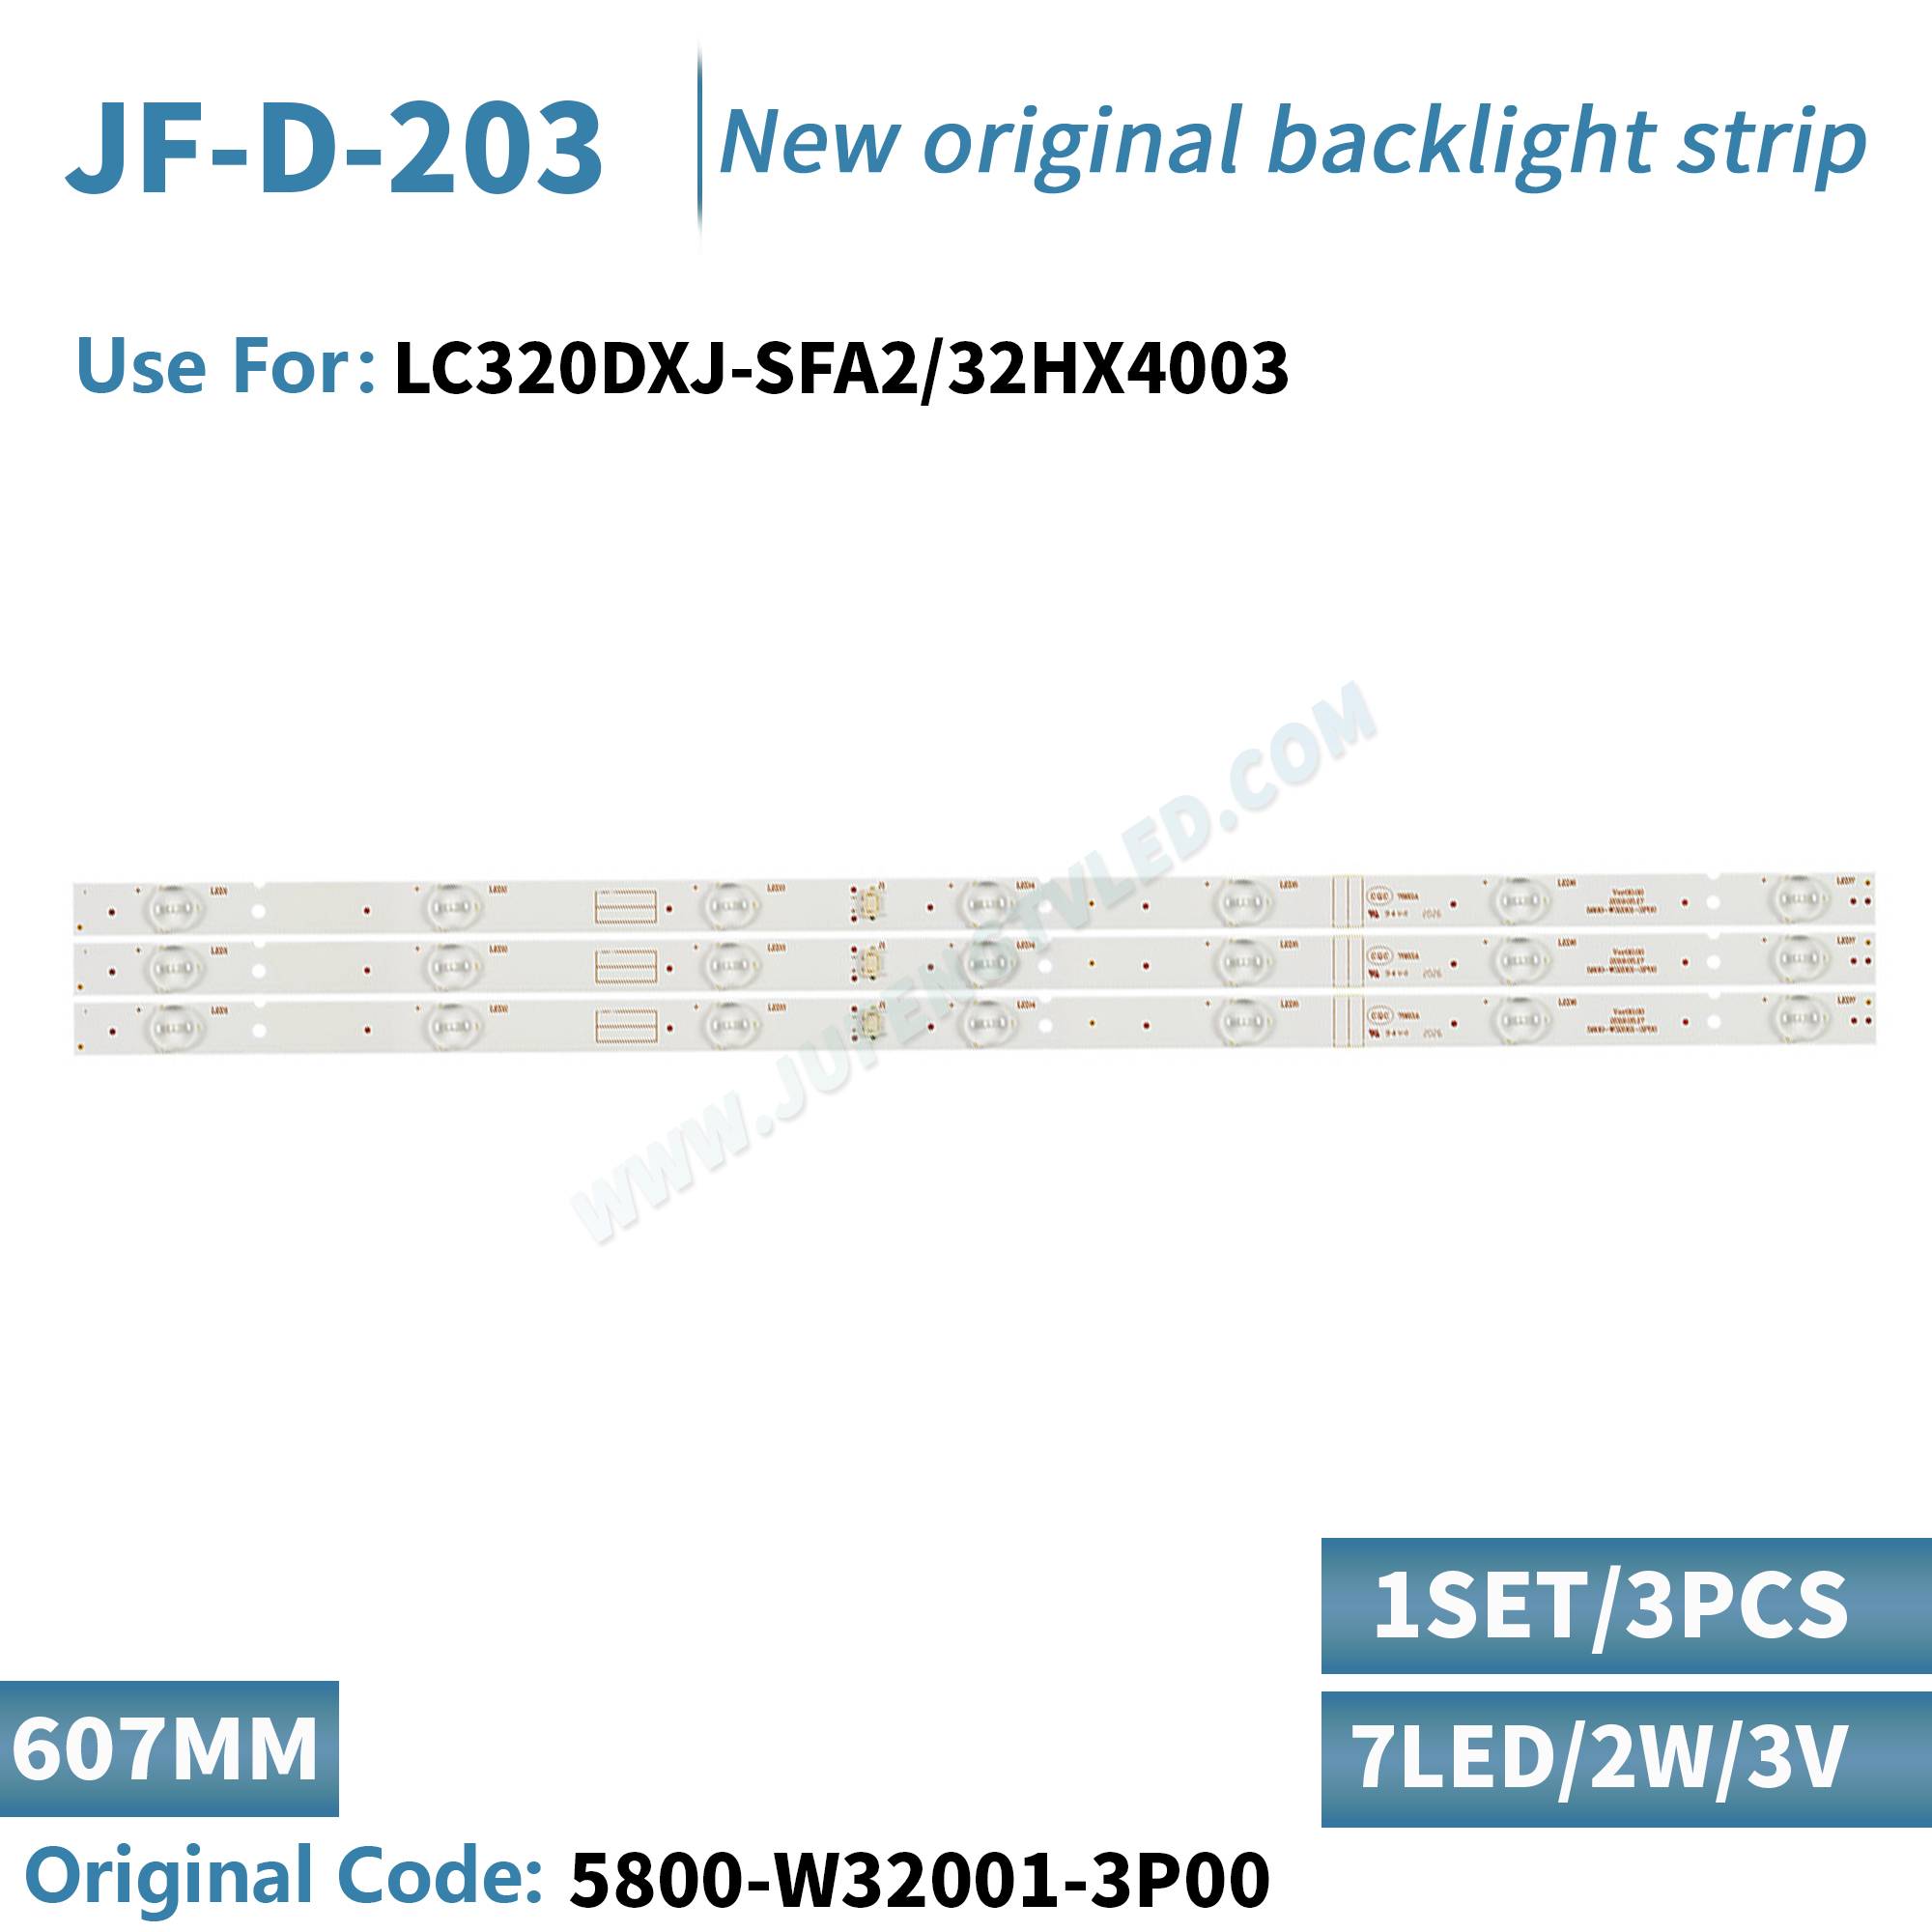 JF-D-203
New original backlight strip
Use For: LC320DXJ-SFA2/32HX4003
WWW.JUFENGTVLED.COM
1SET/3PCS
607MM
7LED/2W/3V
Original Code: 5800-W32001-3P00